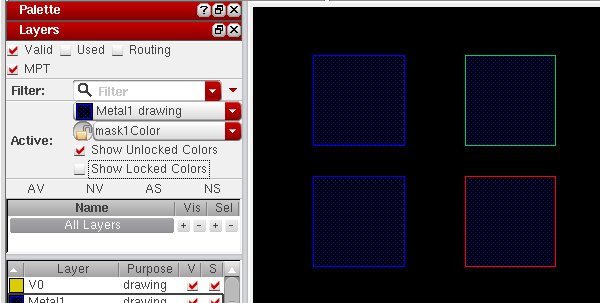 Palette
Layers
Valid Used Routing
MPT
Filter: Filter
Metal1 drawing
Active: mask1Color
Show Unlocked Colors
Show Locked Colors
AV NV AS NS
Name Vis Sel
All Layers + - + -
Layer Purpose V S
V0 drawing
Metal1 drawing